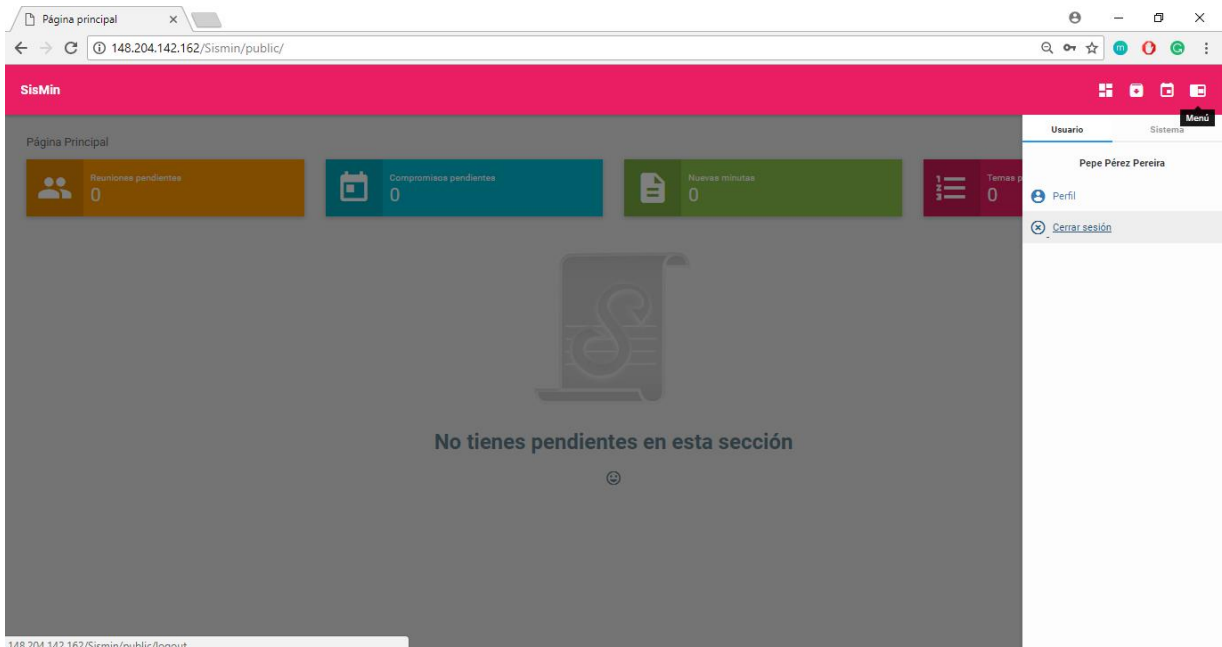 Página principal
148.204.142.162/Sismin/public/
SisMin
Menú
Usuario Sistema
Página Principal
Pepe Pérez Pereira
Reuniones pendientes
0
Compromisos pendientes
0
Nuevas minutas
0
Temas p
0
Perfil
Cerrar sesión
No tienes pendientes en esta sección
148.204.142.162/Sismin/public/logout